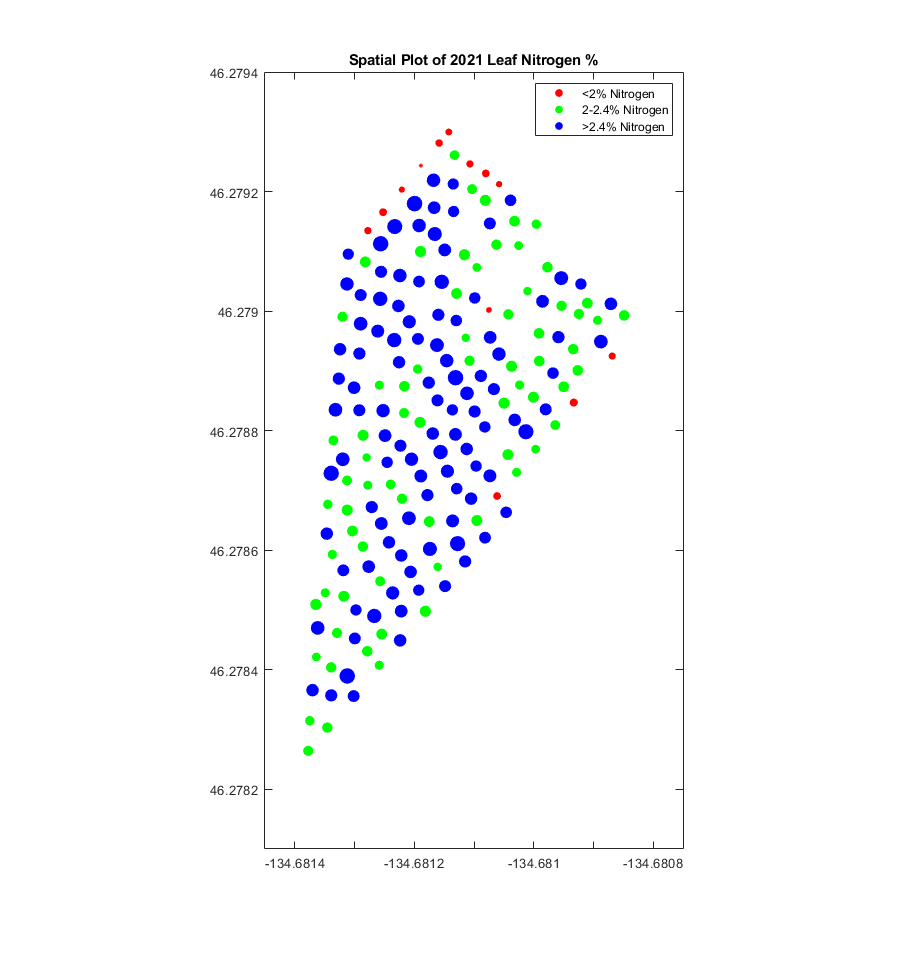 Spatial Plot of 2021 Leaf Nitrogen %
<2% Nitrogen
2-2.4% Nitrogen
>2.4% Nitrogen
46.2794
46.2792
46.279
46.2788
46.2786
46.2784
46.2782
-134.6814 -134.6812 -134.681 -134.6808